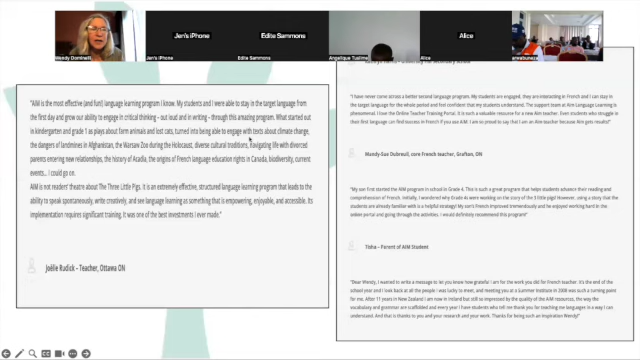 Wendy Dominelli
Jen's iPhone
Jen's iPhone
Edite Sammons
Edite Sammons
Angelique Tusiime
Alice
Alice
"AIM is the most effective (and fun!) language learning program I know. My students and I were able to stay in the target language from
the first day and grow our ability to engage in critical thinking - out loud and in writing - through this amazing program. What started out
in kindergarten and grade 1 as plays about farm animals and lost cats, turned into being able to engage with texts about climate change,
the dangers of landmines in Afghanistan, the Warsaw Zoo during the Holocaust, diverse cultural traditions, navigating life with divorced
parents entering new relationships, the history of Acadia, the origins of French language education rights in Canada, biodiversity, current
events... I could go on.
AIM is not readers' theatre about The Three Little Pigs. It is an extremely effective, structured language learning program that leads to the
ability to speak spontaneously, write creatively, and see language learning as something that is empowering, enjoyable, and accessible. Its
implementation requires significant training, it was one of the best investments I ever made."
Joëlle Rudick - Teacher, Ottawa ON
"I have never come across a better second language program. My students are engaged, they are interacting in French and I can stay in
the target language for the whole period and feel confident that my students understand. The support team at Aim Language Learning is
phenomenal. I love the Online Teacher Training Portal. It is a valuable resource for a new Aim teacher. Even students who struggle in
their first language can find success in French if you use AIM. I am so proud to say that I am an Aim teacher because Aim gets results!"
Mandy-Sae Dubreuil, core French teacher, Grafton, ON
"My son first started the AIM program in school in Grade 4. This is such a great program that helps students advance their reading and
comprehension of French. Initially, I wondered why Grade 4s were working on the story of the 3 little pigs! However, using a story that the
students are already familiar with is a helpful strategy! My son's French improved tremendously and he enjoyed working hard in the
online portal and going through the activities. I would definitely recommend this program!"
Tisha - Parent of AIM Student
"Dear Wendy, I wanted to write a message to let you know how grateful I am for the work you did for French teachers. It's the end of the
school year and I look back at all the people I was lucky to meet, and meeting you at a Summer Institute in 2008 was such a turning point
for me. After 11 years in New Zealand I am now in Ireland but still so impressed by the quality of the AIM resources, the way the
vocabulary and grammar are scaffolded and every year I have students who tell me thank you for teaching me languages in a way I can
understand. And that is thanks to you and your research and your work. Thanks for being such an inspiration Wendy!"